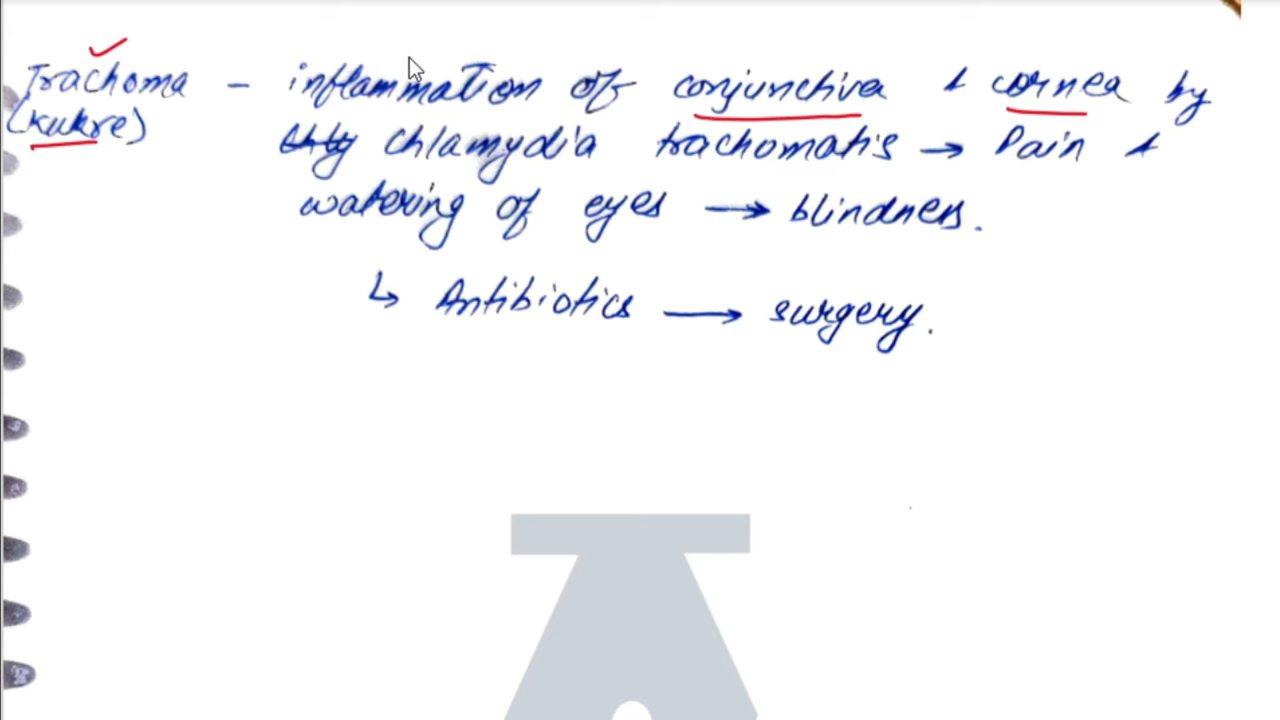 Trachoma - inflammation of conjunctiva & cornea by
(Kukre) chlamydia trachomatis → Pain &
watering of eyes → blindness.
↳ Antibiotics → surgery.